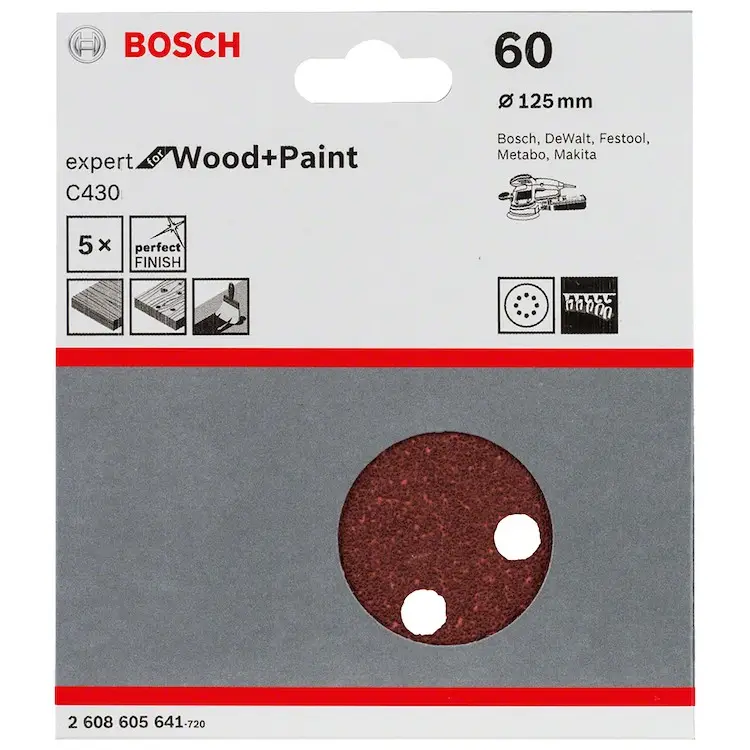 BOSCH
60
Ø 125 mm
Bosch, DeWalt, Festool,
Metabo, Makita
expert for Wood+Paint
C430
5×
perfect
FINISH
2 608 605 641-720